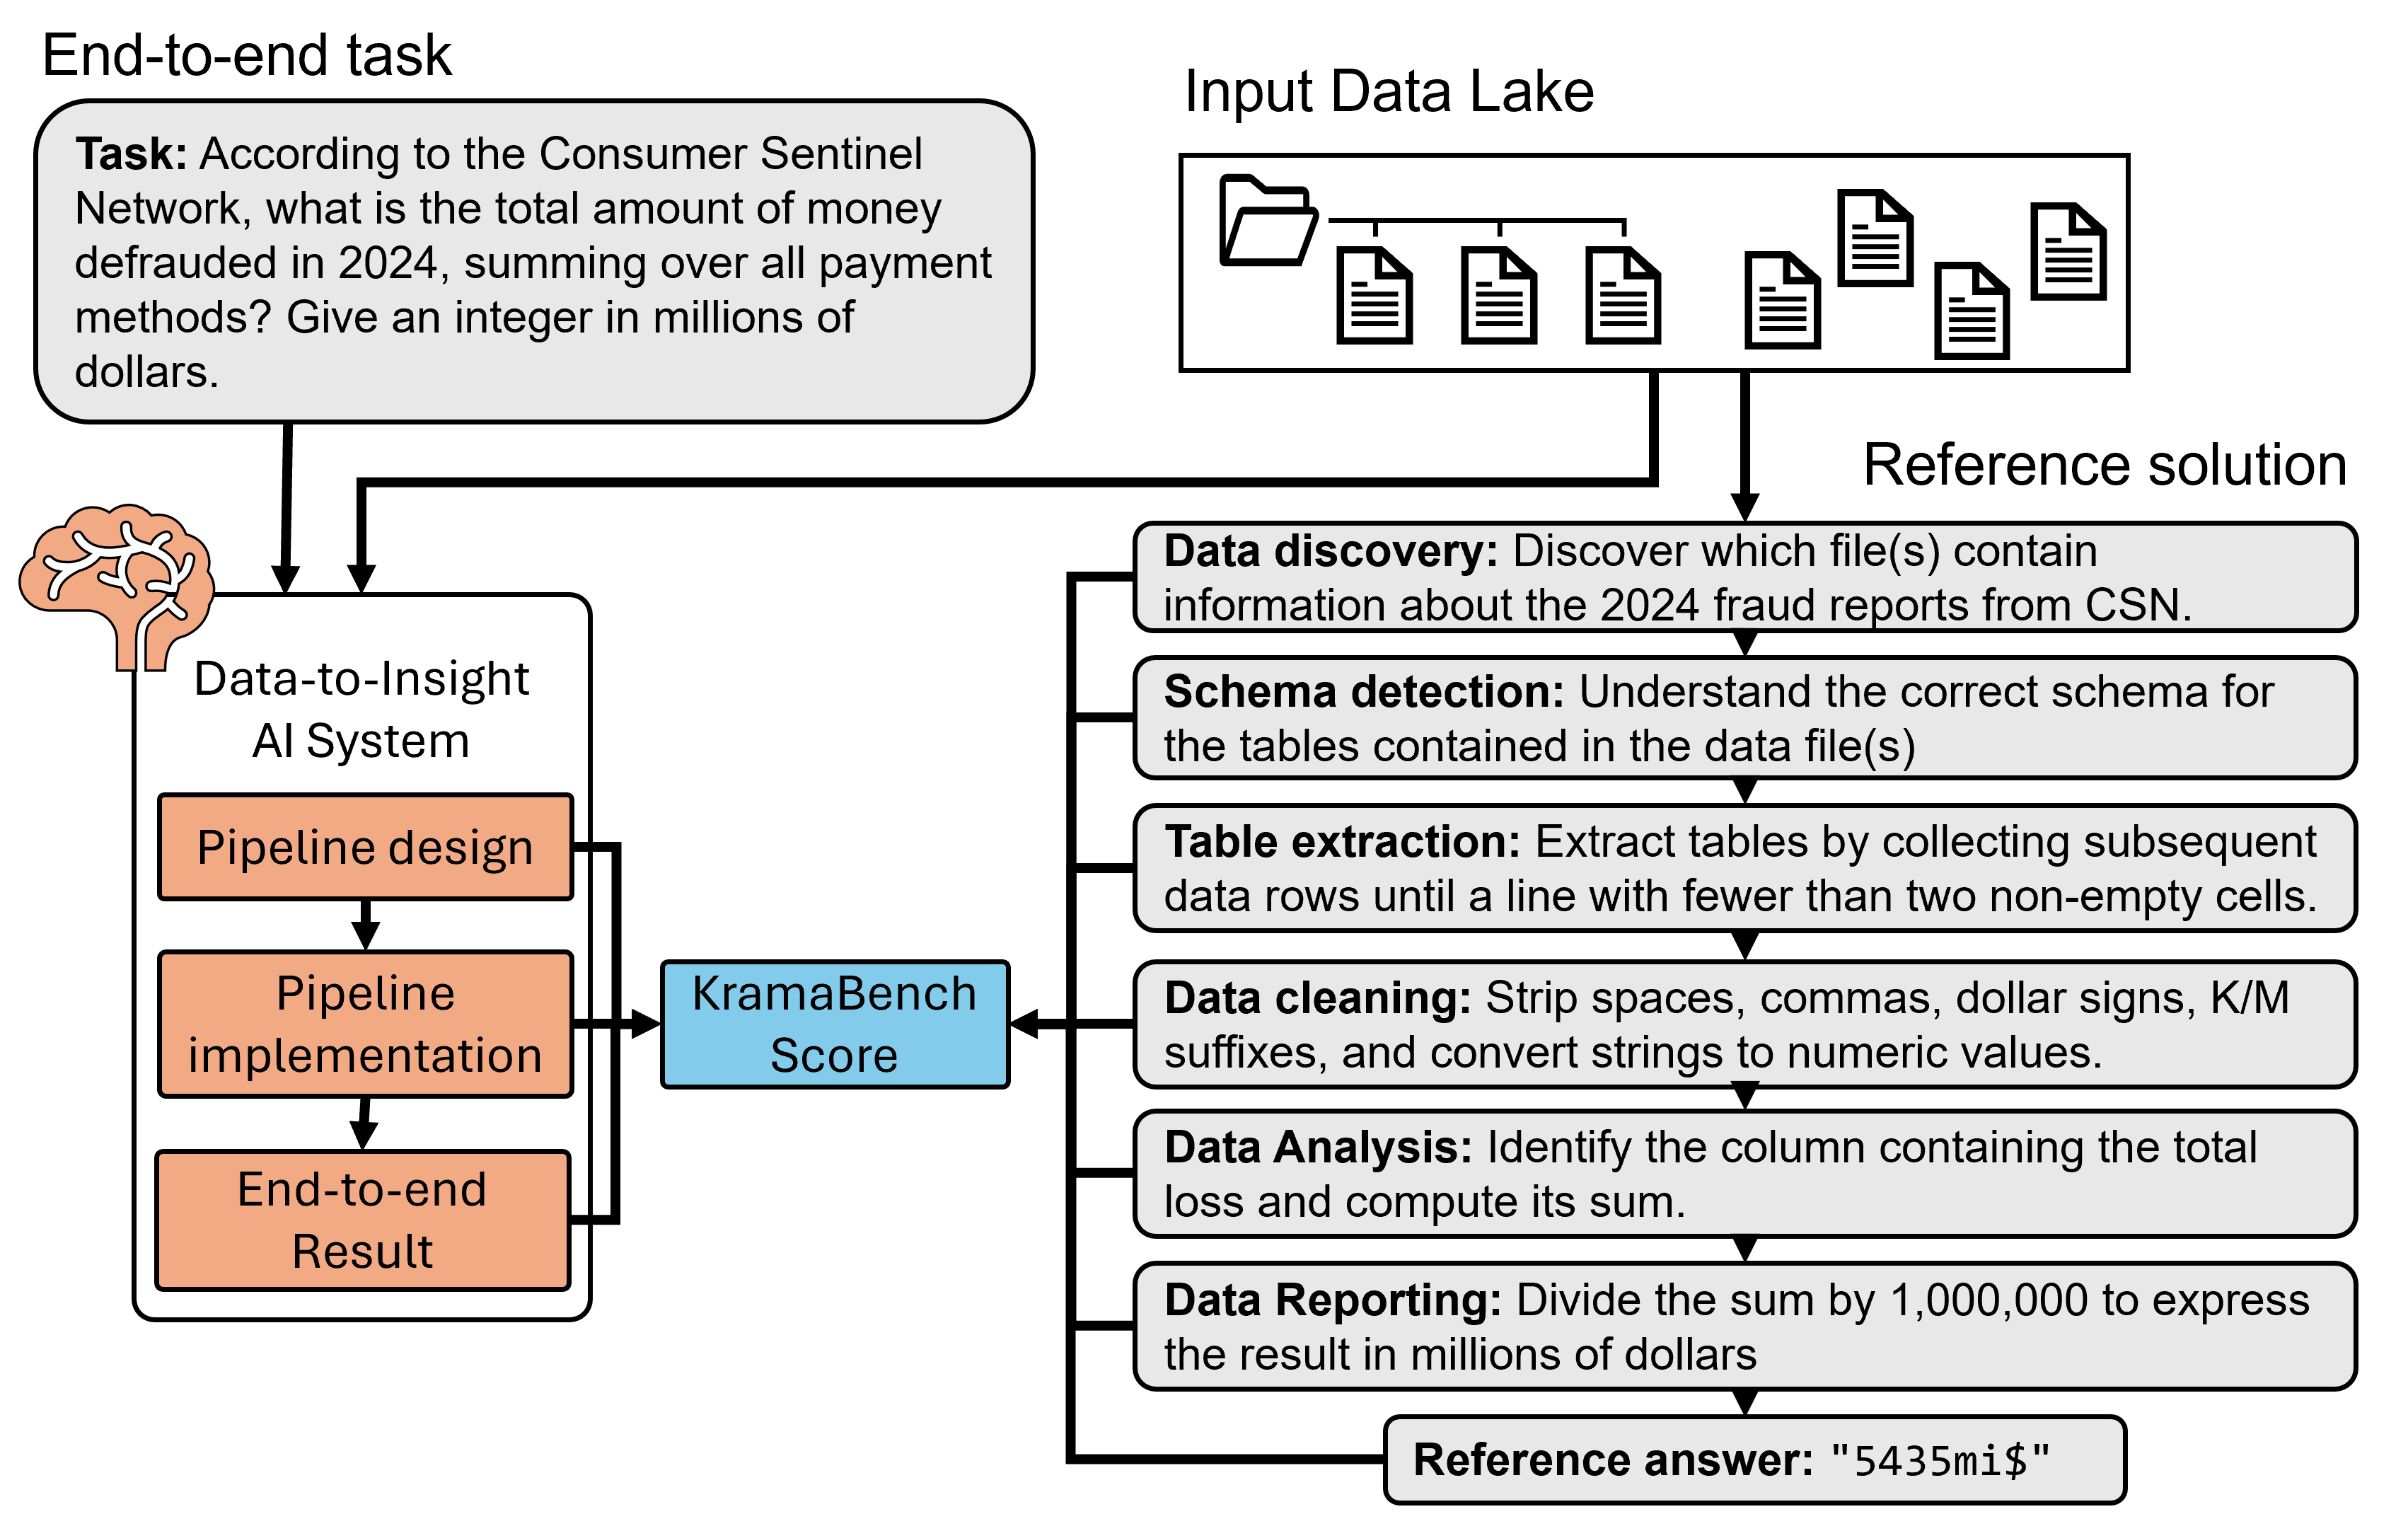 End-to-end task
Task: According to the Consumer Sentinel
Network, what is the total amount of money
defrauded in 2024, summing over all payment
methods? Give an integer in millions of
dollars.
Input Data Lake
Data-to-Insight
AI System
Pipeline design
Pipeline
implementation
End-to-end
Result
KramaBench
Score
Reference solution
Data discovery: Discover which file(s) contain
information about the 2024 fraud reports from CSN.
Schema detection: Understand the correct schema for
the tables contained in the data file(s)
Table extraction: Extract tables by collecting subsequent
data rows until a line with fewer than two non-empty cells.
Data cleaning: Strip spaces, commas, dollar signs, K/M
suffixes, and convert strings to numeric values.
Data Analysis: Identify the column containing the total
loss and compute its sum.
Data Reporting: Divide the sum by 1,000,000 to express
the result in millions of dollars
Reference answer: "5435mi$"